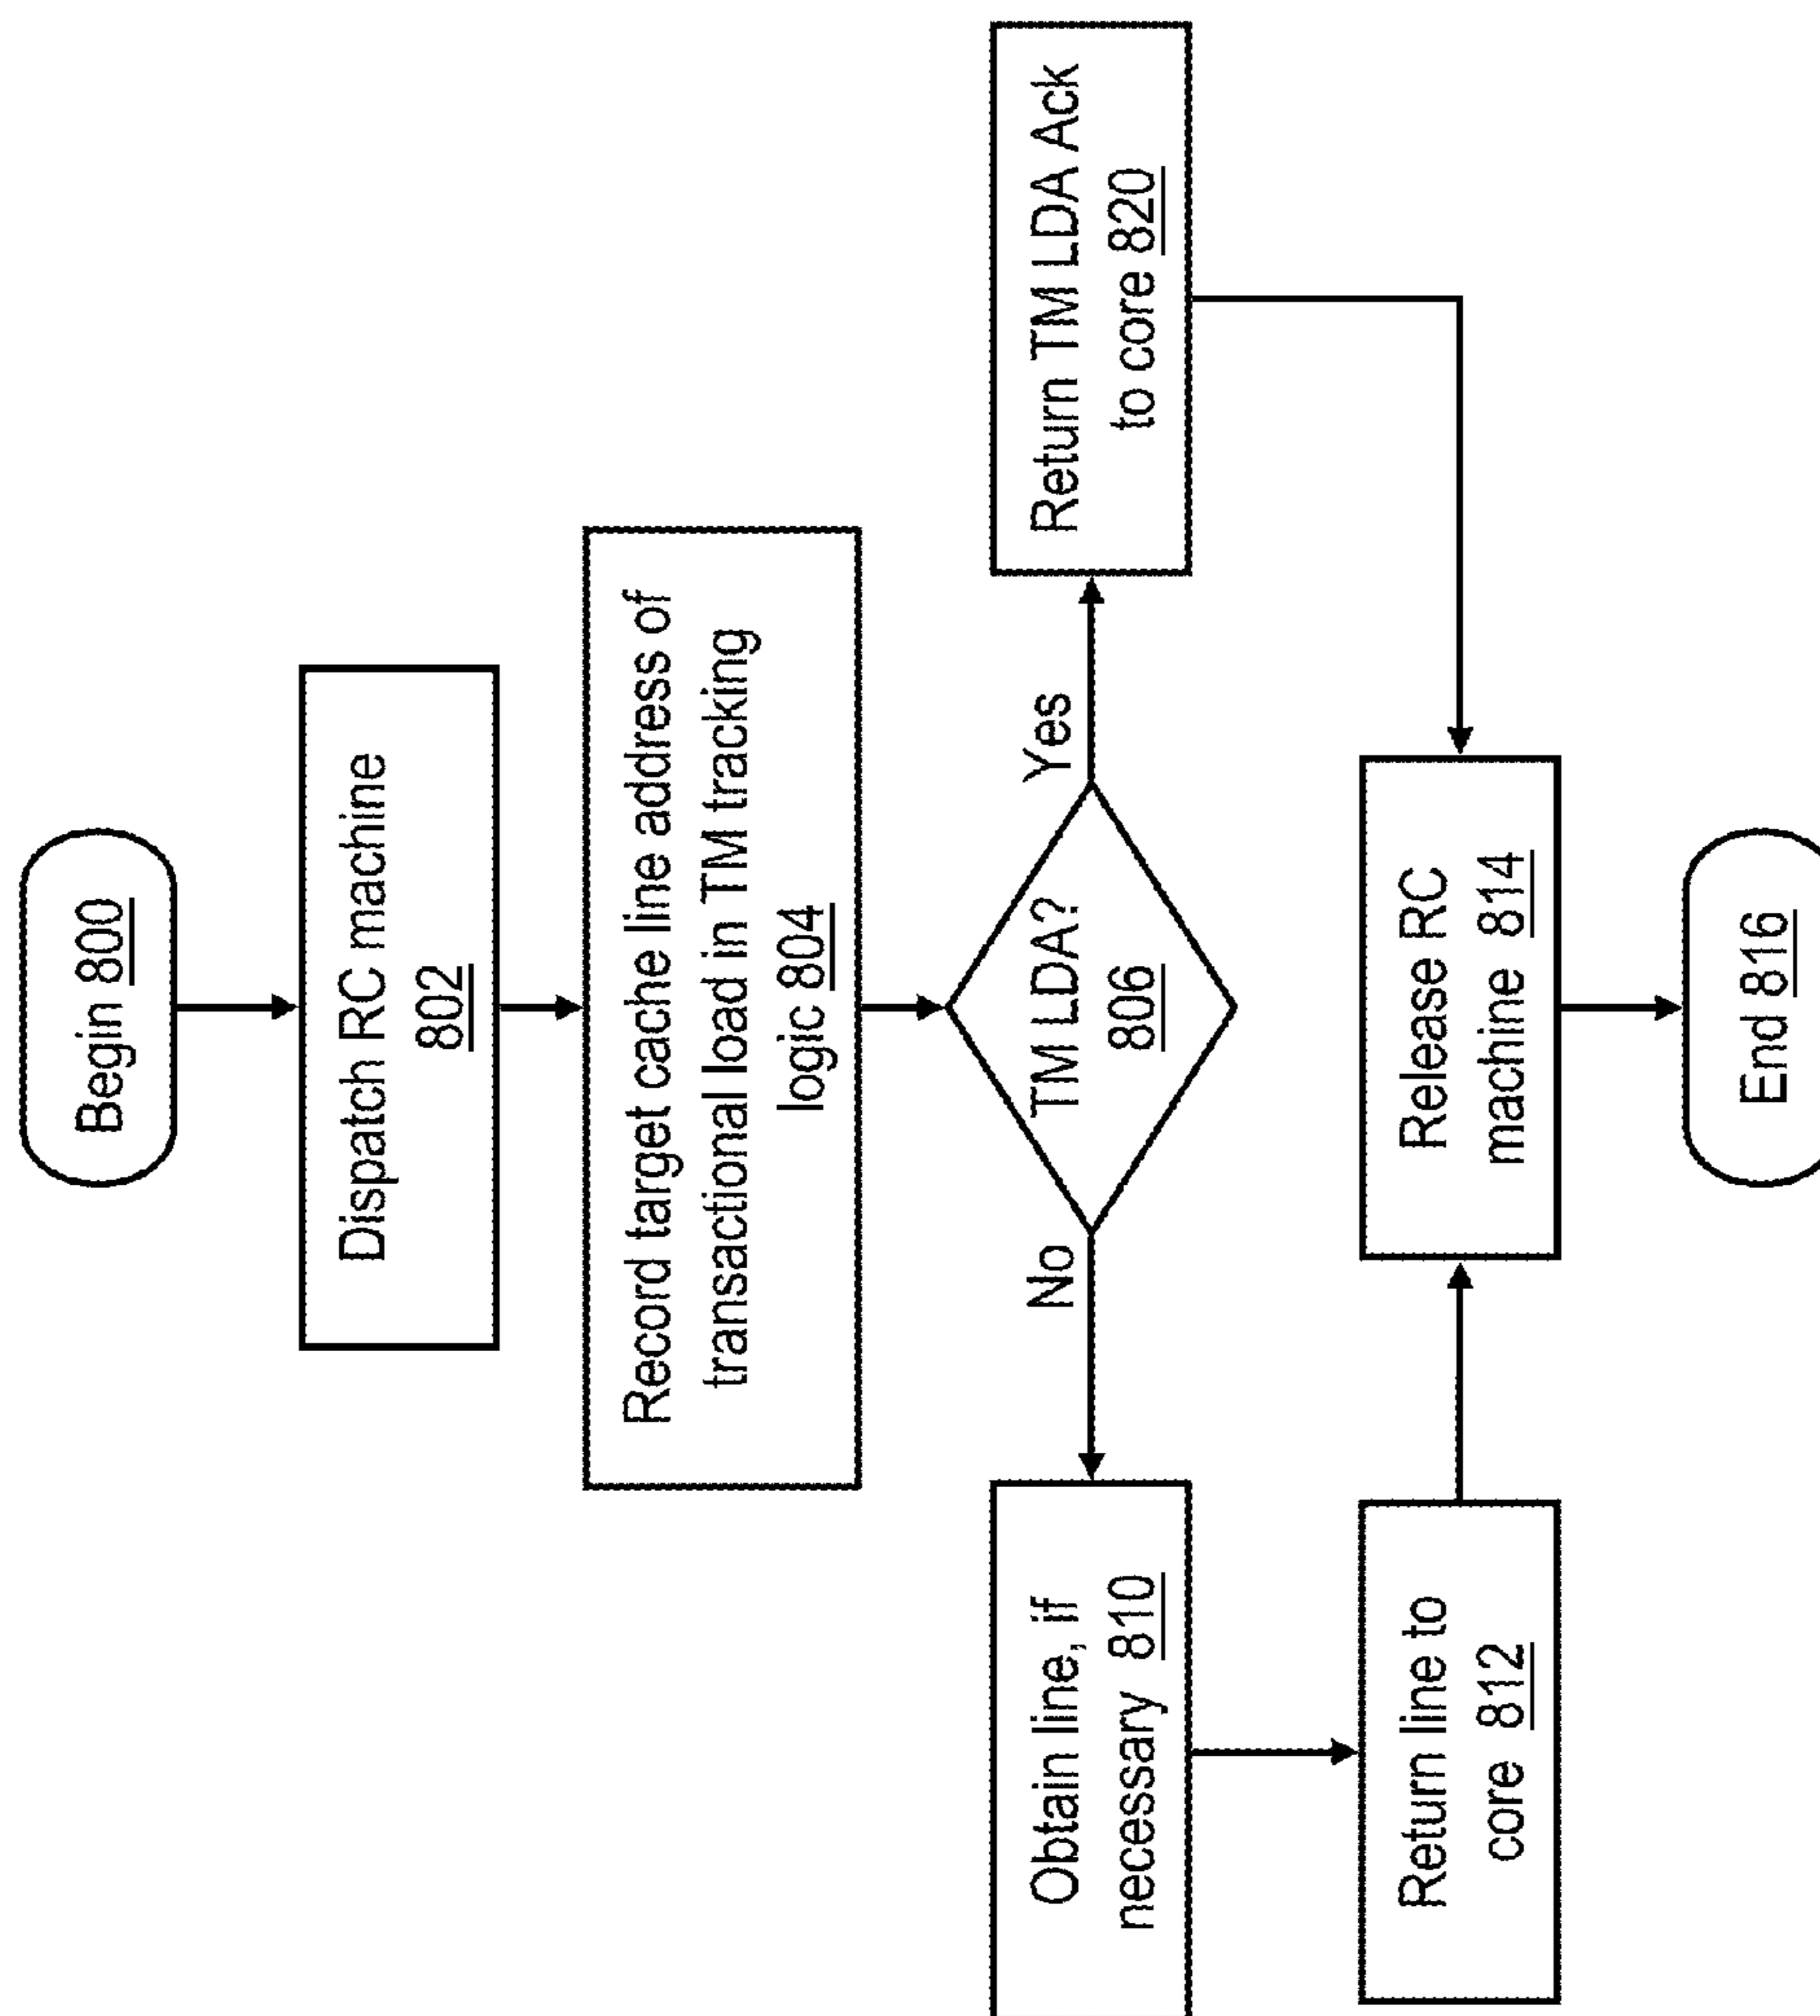 Begin 800
Dispatch RC machine
802
Record target cache line address of
transactional load in TM tracking
logic 804
TM LDA?
806
No
Yes
Obtain line, if
necessary 810
Return TM LDA Ack
to core 820
Return line to
core 812
Release RC
machine 814
End 816